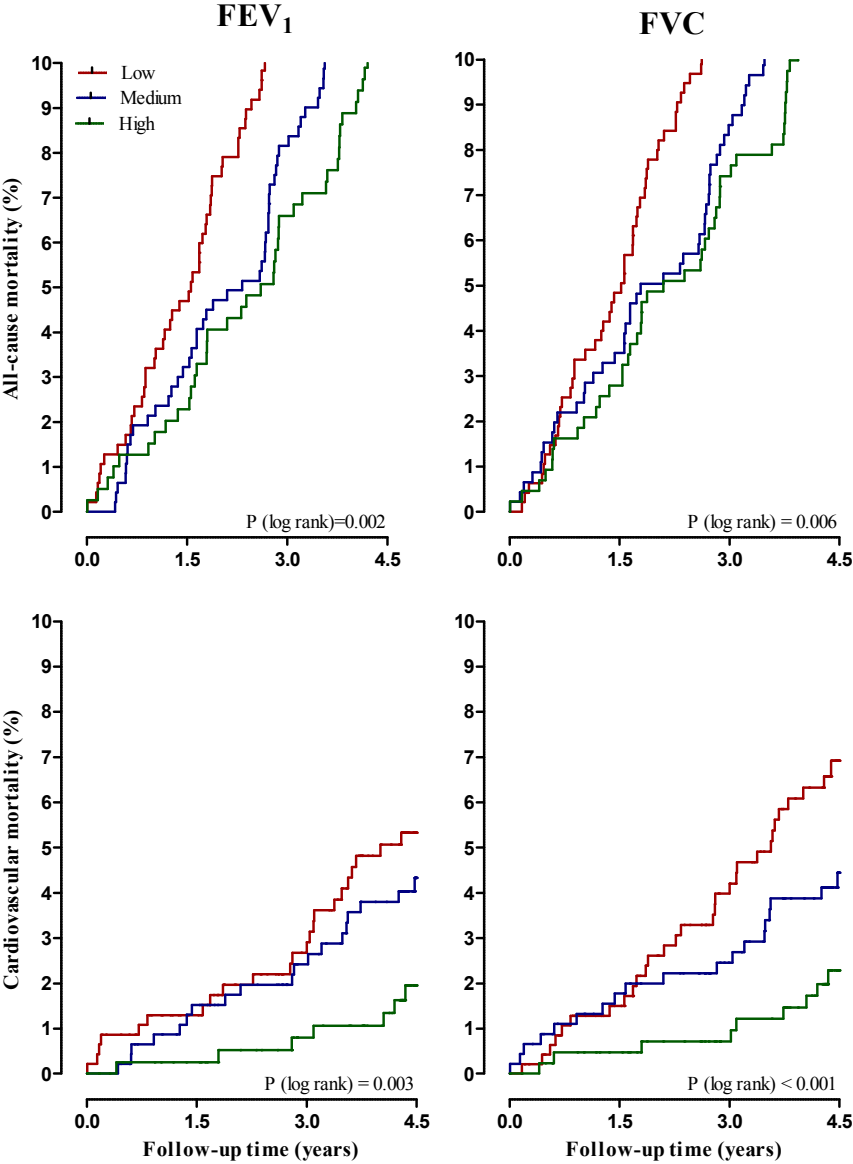 FEV1
FVC
10
9
8
7
6
5
4
3
2
1
0
All-cause mortality (%)
Low
Medium
High
P (log rank)=0.002
0.0 1.5 3.0 4.5
10
9
8
7
6
5
4
3
2
1
0
P (log rank) = 0.006
0.0 1.5 3.0 4.5
10
9
8
7
6
5
4
3
2
1
0
Cardiovascular mortality (%)
P (log rank) = 0.003
0.0 1.5 3.0 4.5
Follow-up time (years)
10
9
8
7
6
5
4
3
2
1
0
P (log rank) < 0.001
0.0 1.5 3.0 4.5
Follow-up time (years)